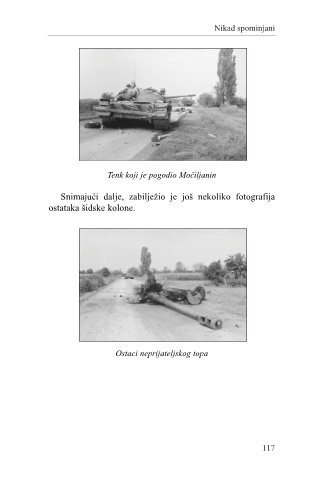 Nikad spominjani
Tenk koji je pogodio Močiljanin
Snimajući dalje, zabilježio je još nekoliko fotografija
ostataka šidske kolone.
Ostaci neprijateljskog topa
117